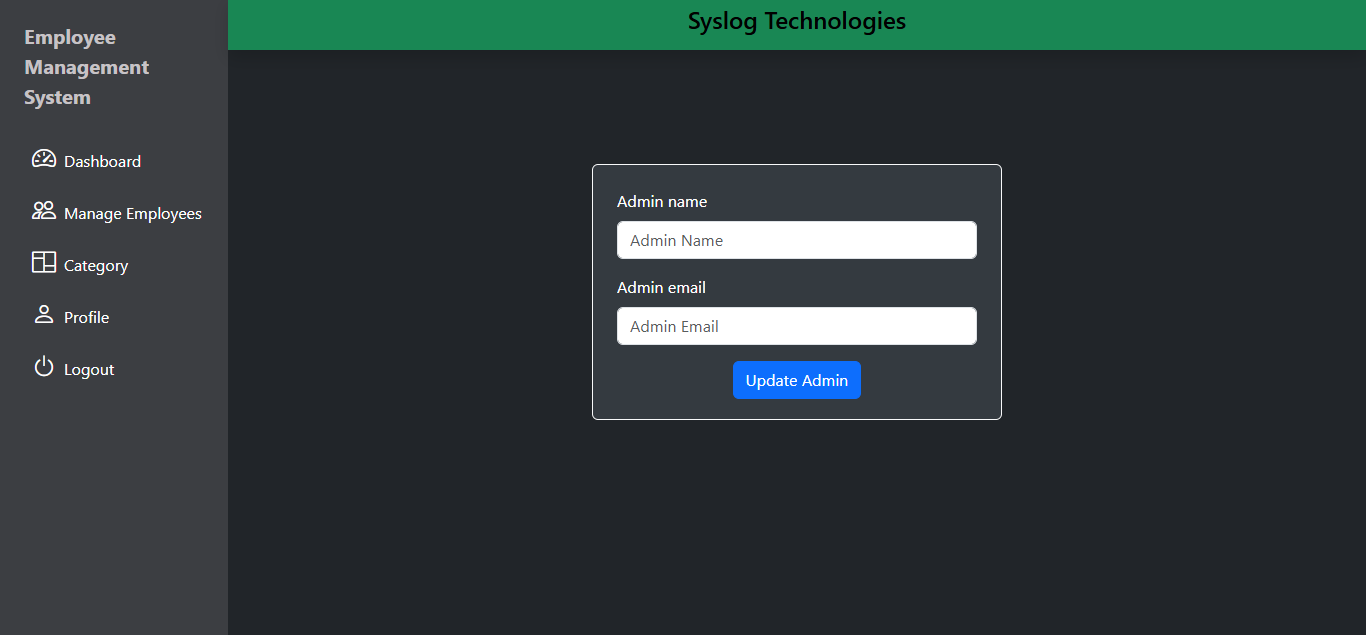 Employee
Management
System
Dashboard
Manage Employees
Category
Profile
Logout
Syslog Technologies
Admin name
Admin Name
Admin email
Admin Email
Update Admin